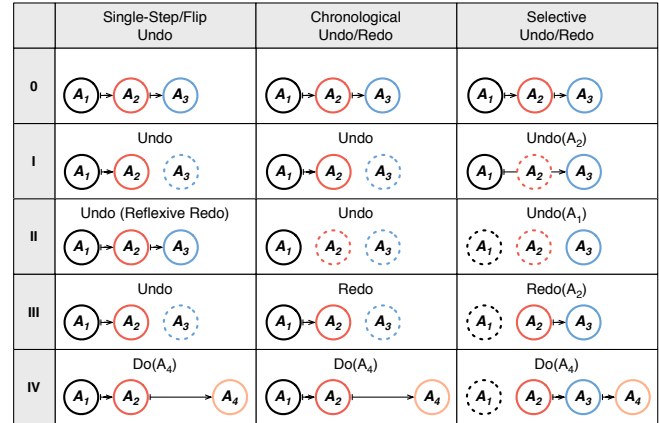 Single-Step/Flip Undo
Chronological Undo/Redo
Selective Undo/Redo
0
A₁ A₂ A₃
A₁ A₂ A₃
A₁ A₂ A₃
I
Undo
A₁ A₂ A₃
Undo
A₁ A₂ A₃
Undo(A₂)
A₁ A₂ A₃
II
Undo (Reflexive Redo)
A₁ A₂ A₃
Undo
A₁ A₂ A₃
Undo(A₁)
A₁ A₂ A₃
III
Undo
A₁ A₂ A₃
Redo
A₁ A₂ A₃
Redo(A₂)
A₁ A₂ A₃
IV
Do(A₄)
A₁ A₂ A₄
Do(A₄)
A₁ A₂ A₄
Do(A₄)
A₁ A₂ A₃ A₄